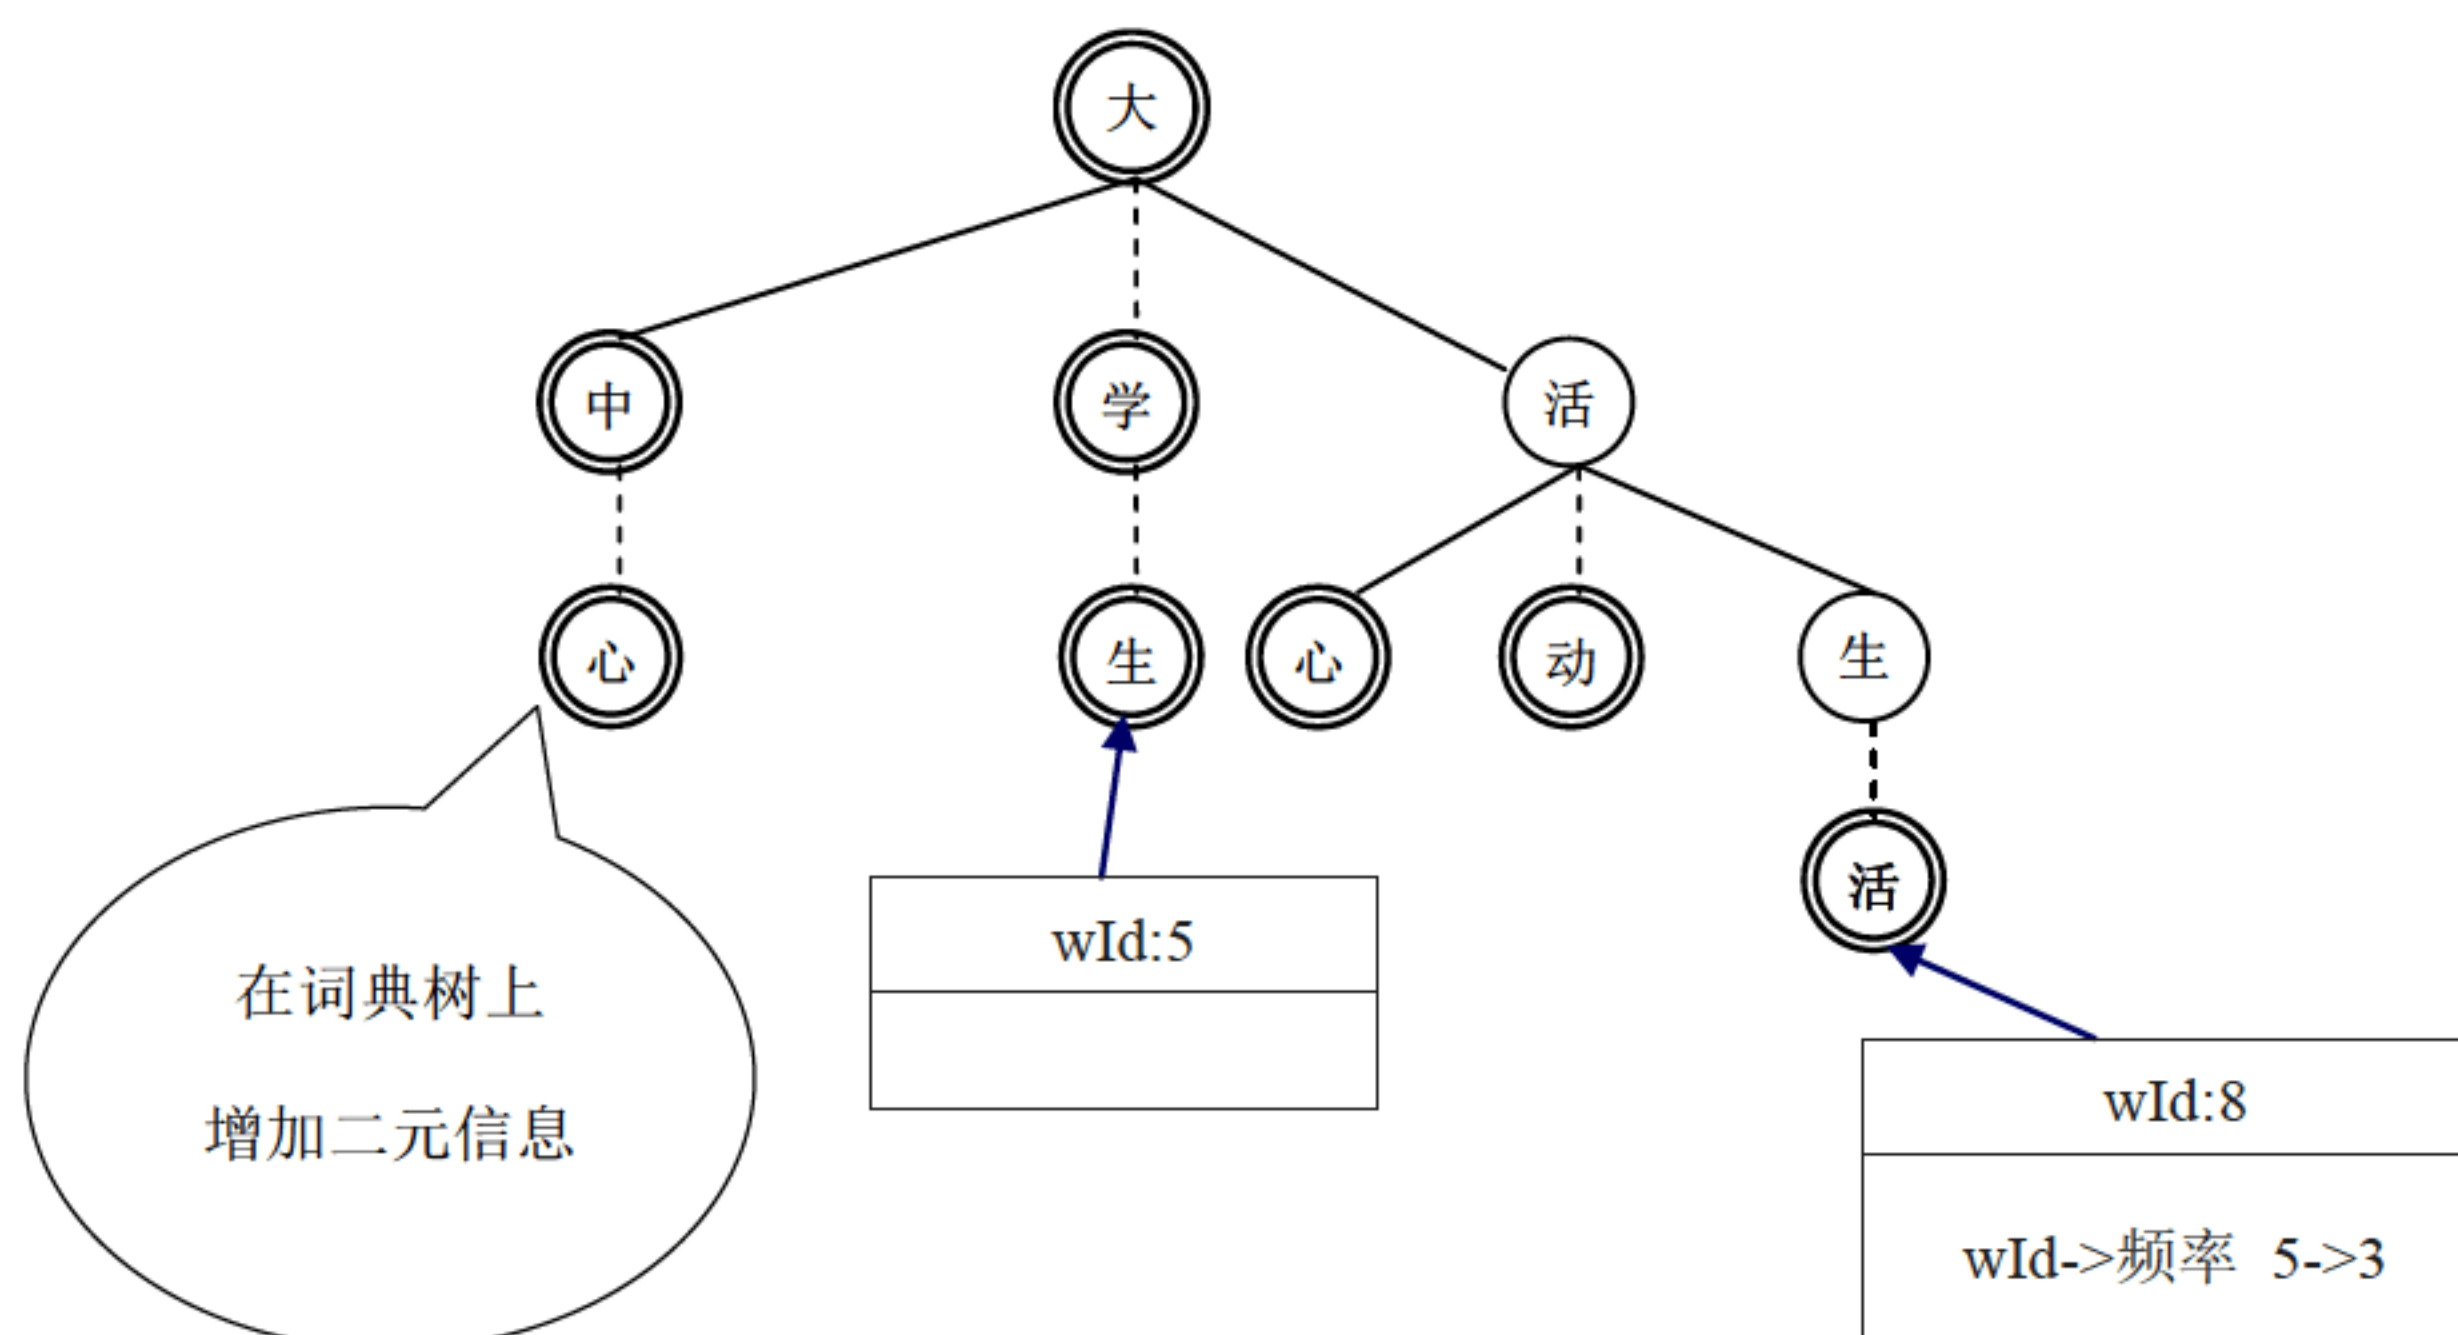 大
中
学
活
心
生
心
动
生
活
wId:5
在词典树上
增加二元信息
wId:8
wId->频率 5->3